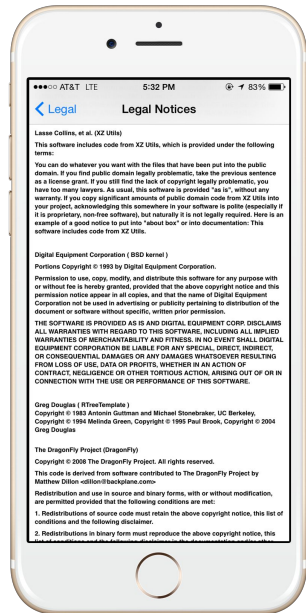 AT&T LTE 5:32 PM 83%
Legal Legal Notices
Lasse Collins, et al. (XZ Utils)
This software includes code from XZ Utils, which is provided under the following
terms:
You can do whatever you want with the files that have been put into the public
domain. If you find public domain legally problematic, take the previous sentence
as a license grant. If you still find the lack of copyright legally problematic, you
have too many lawyers. As usual, this software is provided "as is", without any
warranty. If you copy significant amounts of public domain code from XZ Utils into
your project, acknowledging this somewhere in your software is polite (especially if
it is proprietary, non-free software), but naturally it is not legally required. Here is an
example of a good notice to put into "about box" or into documentation: This
software includes code from XZ Utils.
Digital Equipment Corporation ( BSD kernel )
Portions Copyright © 1993 by Digital Equipment Corporation.
Permission to use, copy, modify, and distribute this software for any purpose with
or without fee is hereby granted, provided that the above copyright notice and this
permission notice appear in all copies, and that the name of Digital Equipment
Corporation not be used in advertising or publicity pertaining to distribution of the
document or software without specific, written prior permission.
THE SOFTWARE IS PROVIDED AS IS AND DIGITAL EQUIPMENT CORP. DISCLAIMS
ALL WARRANTIES WITH REGARD TO THIS SOFTWARE, INCLUDING ALL IMPLIED
WARRANTIES OF MERCHANTABILITY AND FITNESS. IN NO EVENT SHALL DIGITAL
EQUIPMENT CORPORATION BE LIABLE FOR ANY SPECIAL, DIRECT, INDIRECT,
OR CONSEQUENTIAL DAMAGES OR ANY DAMAGES WHATSOEVER RESULTING
FROM LOSS OF USE, DATA OR PROFITS, WHETHER IN AN ACTION OF
CONTRACT, NEGLIGENCE OR OTHER TORTIOUS ACTION, ARISING OUT OF OR IN
CONNECTION WITH THE USE OR PERFORMANCE OF THIS SOFTWARE.
Greg Douglas ( RTreeTemplate )
Copyright © 1983 Antonin Guttman and Michael Stonebraker, UC Berkeley,
Copyright © 1994 Melinda Green, Copyright © 1995 Paul Brook, Copyright © 2004
Greg Douglas
The DragonFly Project (DragonFly)
Copyright © 2008 The DragonFly Project. All rights reserved.
This code is derived from software contributed to The DragonFly Project by
Matthew Dillon <dillon@backplane.com>
Redistribution and use in source and binary forms, with or without modification,
are permitted provided that the following conditions are met:
1. Redistributions of source code must retain the above copyright notice, this list of
conditions and the following disclaimer.
2. Redistributions in binary form must reproduce the above copyright notice, this
list of conditions and the following disclaimer in the documentation and/or other